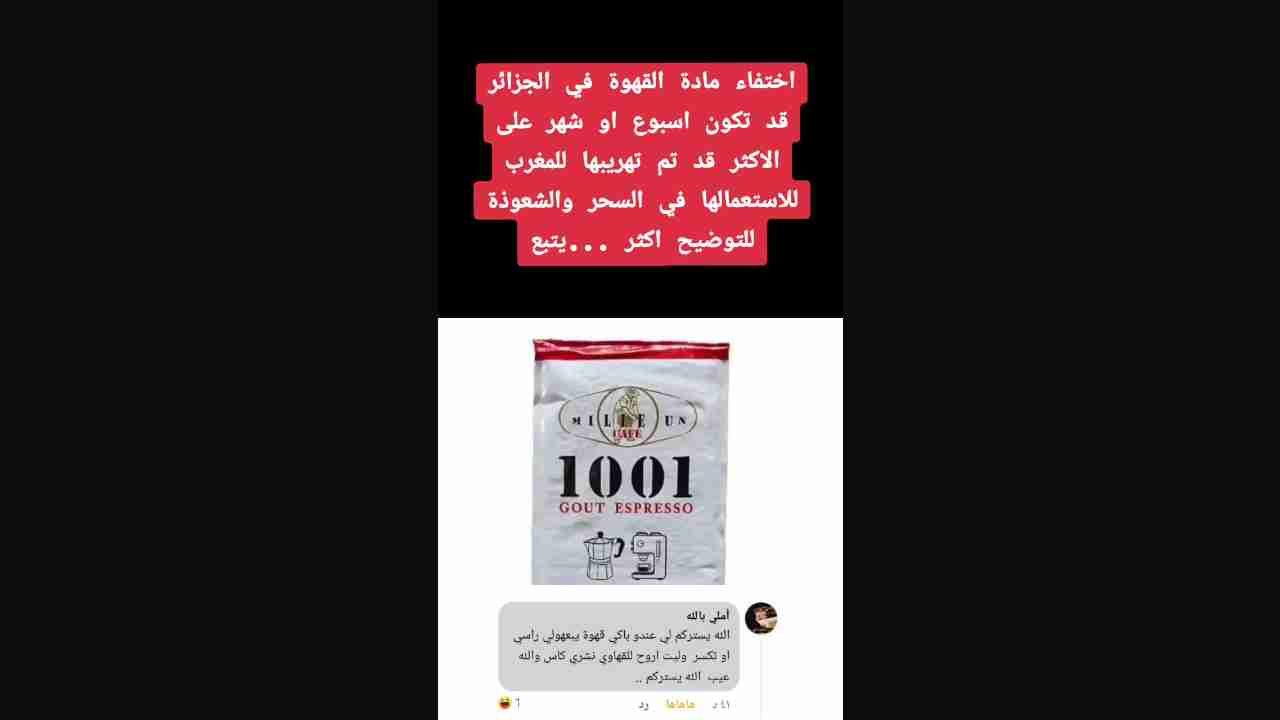 اختفاء مادة القهوة في الجزائر
قد تكون اسبوع او شهر على
الاكثر قد تم تهريبها للمغرب
للاستعمالها في السحر والشعوذة
للتوضيح اكثر ...يتبع
MILLE UN
CAFE
1001
GOUT ESPRESSO
أملي بالله
الله يستركم لي عندو باكي قهوة يبعهولي راسي
او تكسر وليت اروح للقهاوي نشري كاس والله
عيب الله يستركم ..
٤١ د هاهاها رد